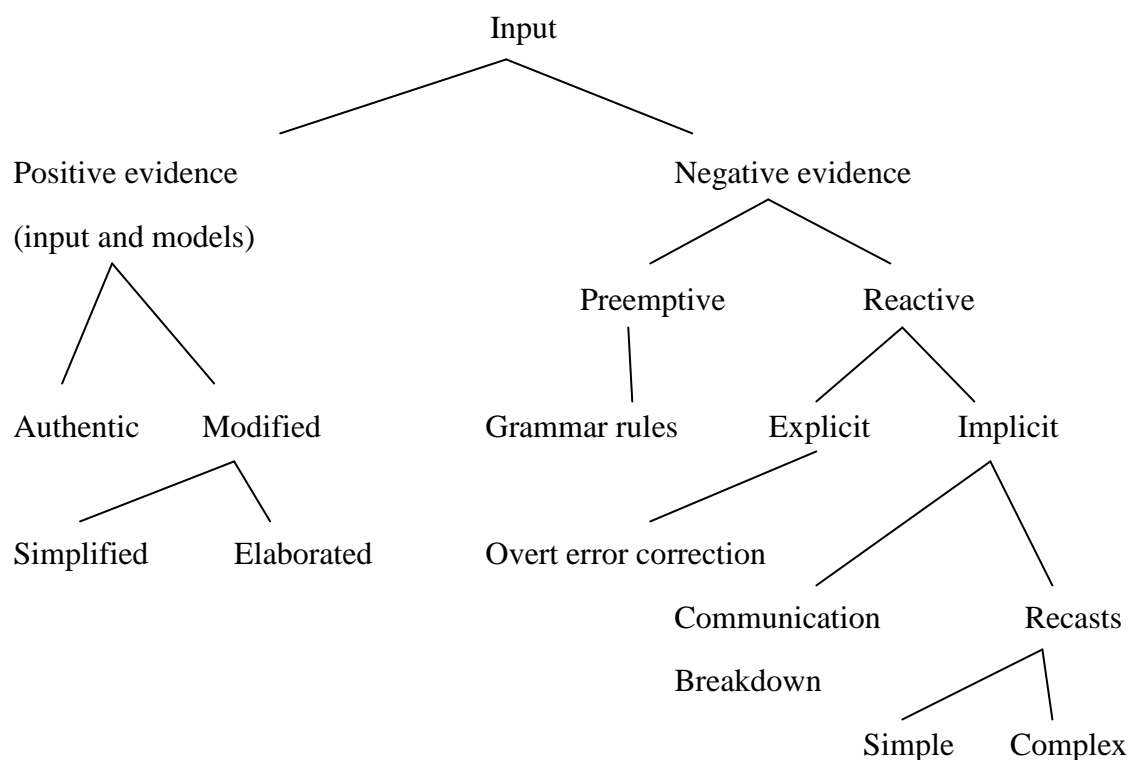 Input
Positive evidence
Negative evidence
(input and models)
Preemptive
Reactive
Authentic
Modified
Grammar rules
Explicit
Implicit
Simplified
Elaborated
Overt error correction
Communication
Recasts
Breakdown
Simple
Complex